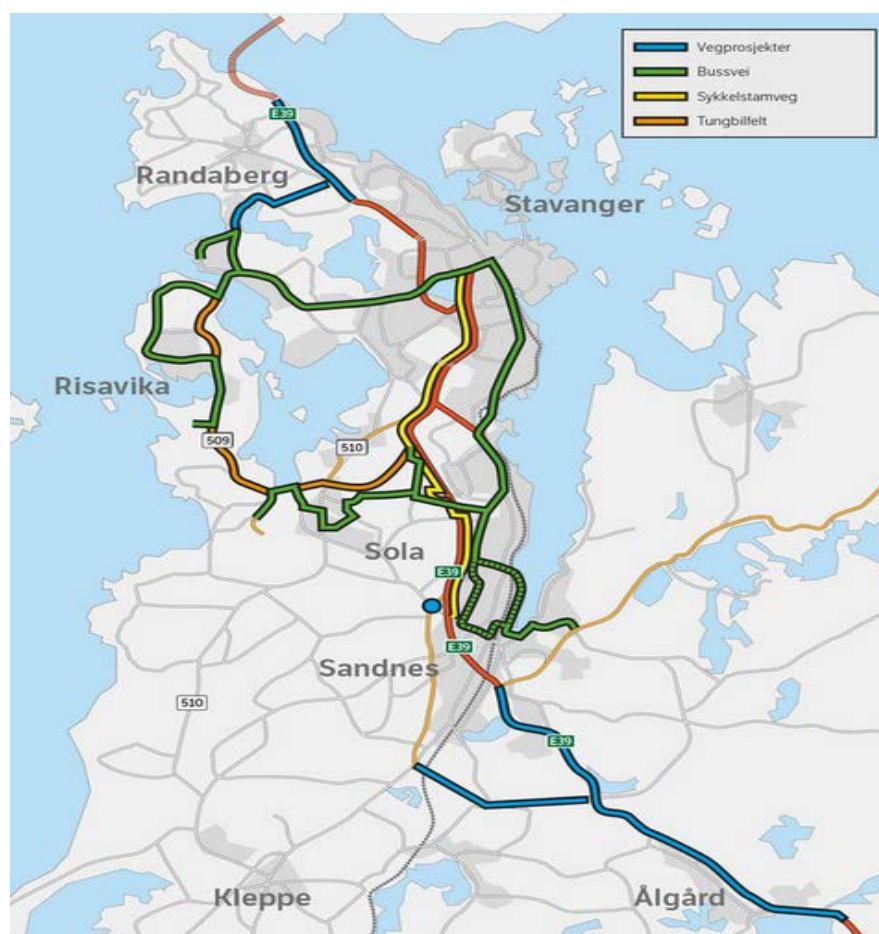 Vegprosjekter
Bussvei
Sykkelstamveg
Tungbilfelt
E39
Randaberg
Stavanger
Risavika
509
510
Sola
E39
E39
Sandnes
510
E39
Kleppe
Ålgård